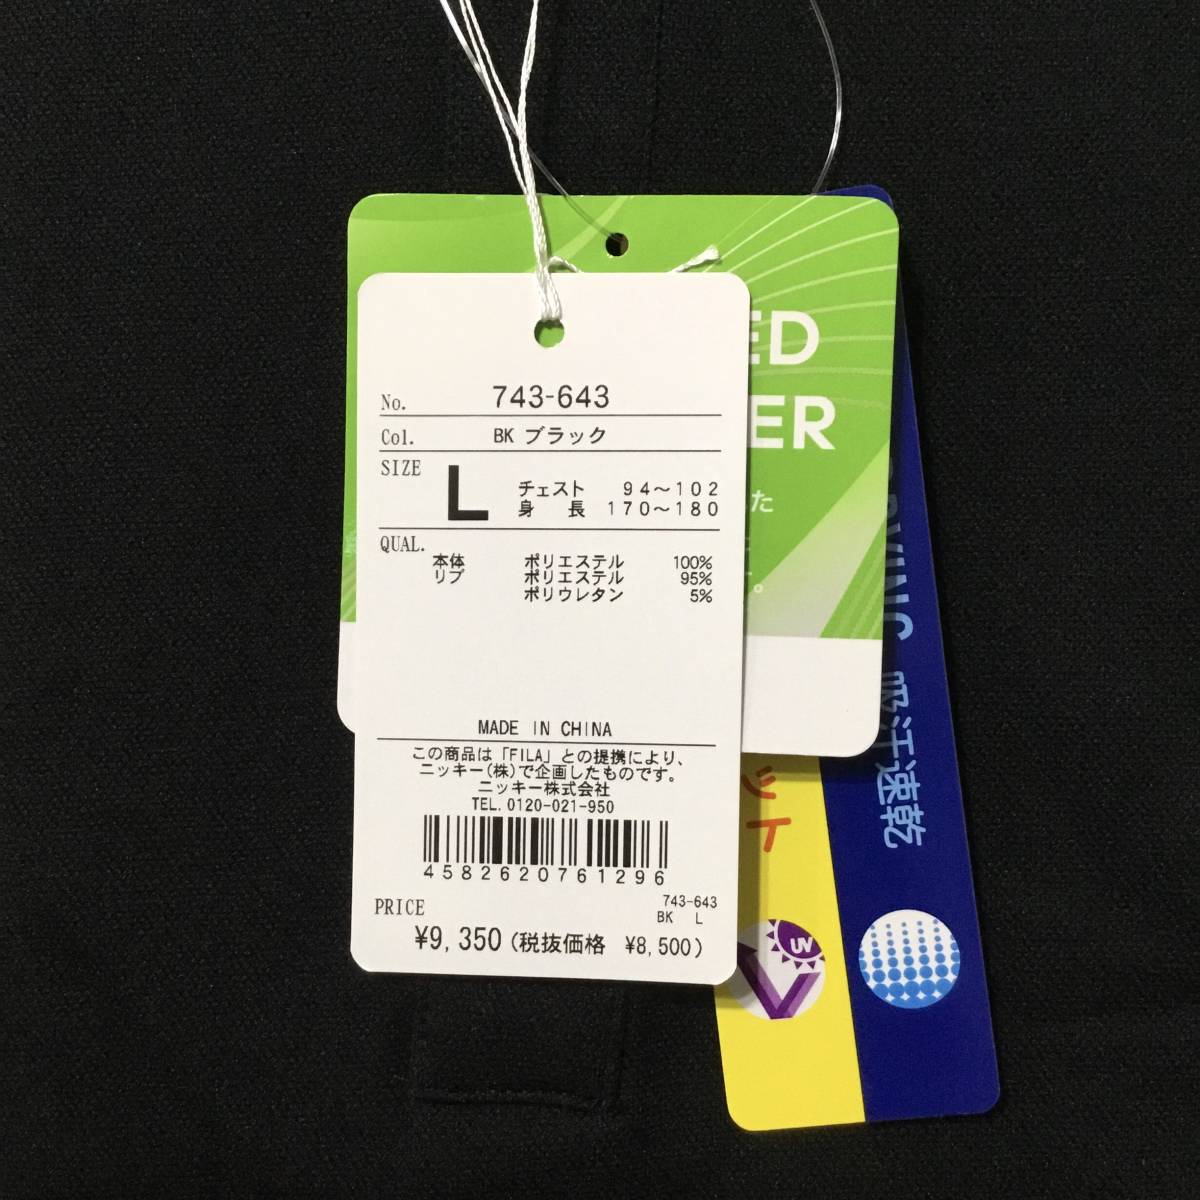 No. 743-643
Col. BK ブラック
SIZE L チェスト 94〜102
身長 170〜180
QUAL.
本体 ポリエステル 100%
リブ ポリエステル 95%
ポリウレタン 5%
MADE IN CHINA
この商品は「FILA」との提携により、
ニッキー(株)で企画したものです。
ニッキー株式会社
TEL.0120-021-950
4582620761296
743-643
BK L
PRICE
¥9,350(税抜価格 ¥8,500)
ED
ER
た
す。
ット
UV
吸汗速乾